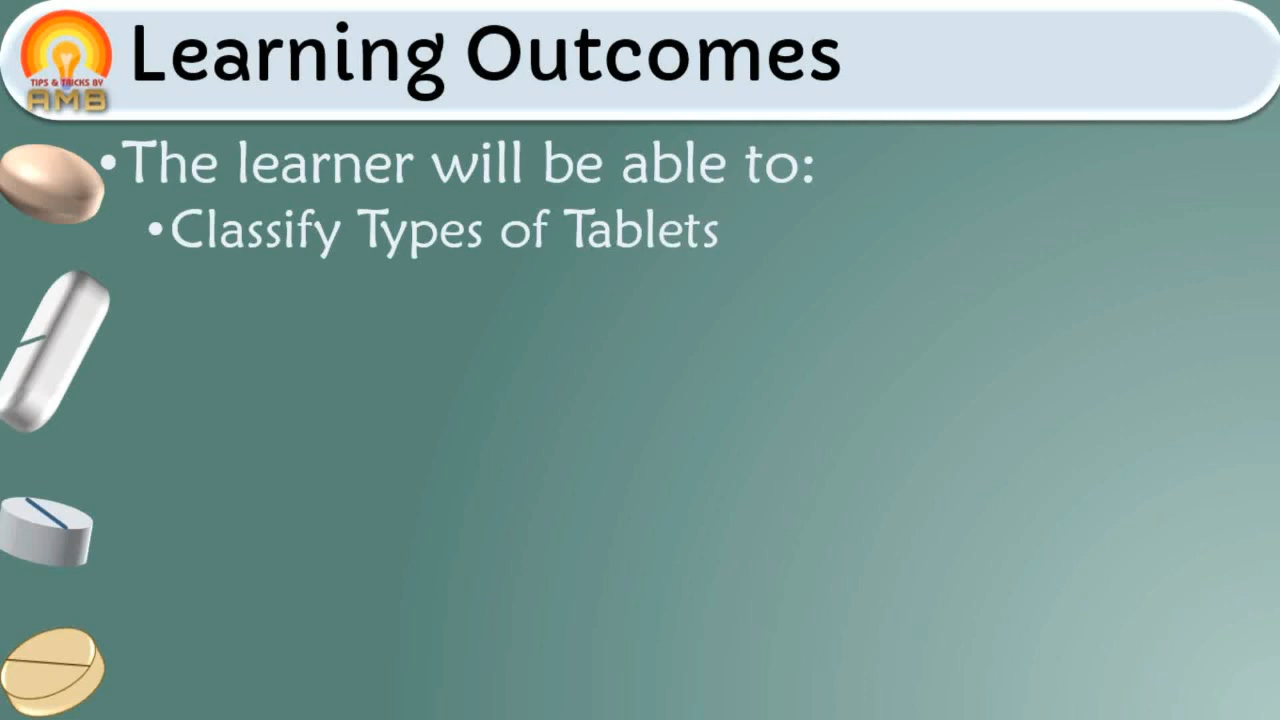 Learning Outcomes
TIPS & TRICKS BY
AMB
•The learner will be able to:
•Classify Types of Tablets